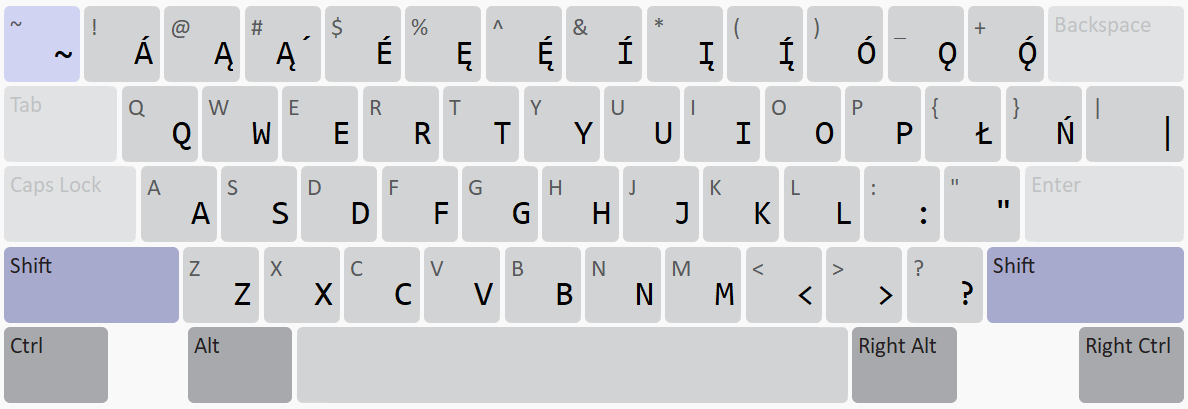 ~ ~ ! Á @ Ą # Ą́ $ É % Ę ^ Ę́ & Í * Į ( Į́ ) Ó _ Ǫ + Ǫ́ Backspace
Tab Q Q W W E E R R T T Y Y U U I I O O P P { Ł } Ń | |
Caps Lock A A S S D D F F G G H H J J K K L L : : " " Enter
Shift Z Z X X C C V V B B N N M M < < > > ? ? Shift
Ctrl Alt Right Alt Right Ctrl